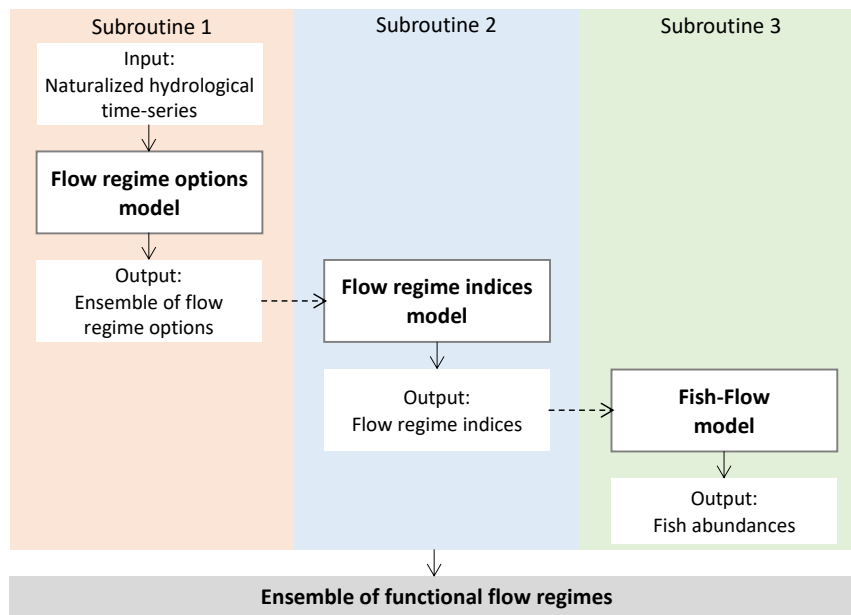 Subroutine 1
Input:
Naturalized hydrological
time-series
Flow regime options
model
Output:
Ensemble of flow
regime options
Subroutine 2
Flow regime indices
model
Output:
Flow regime indices
Subroutine 3
Fish-Flow
model
Output:
Fish abundances
Ensemble of functional flow regimes